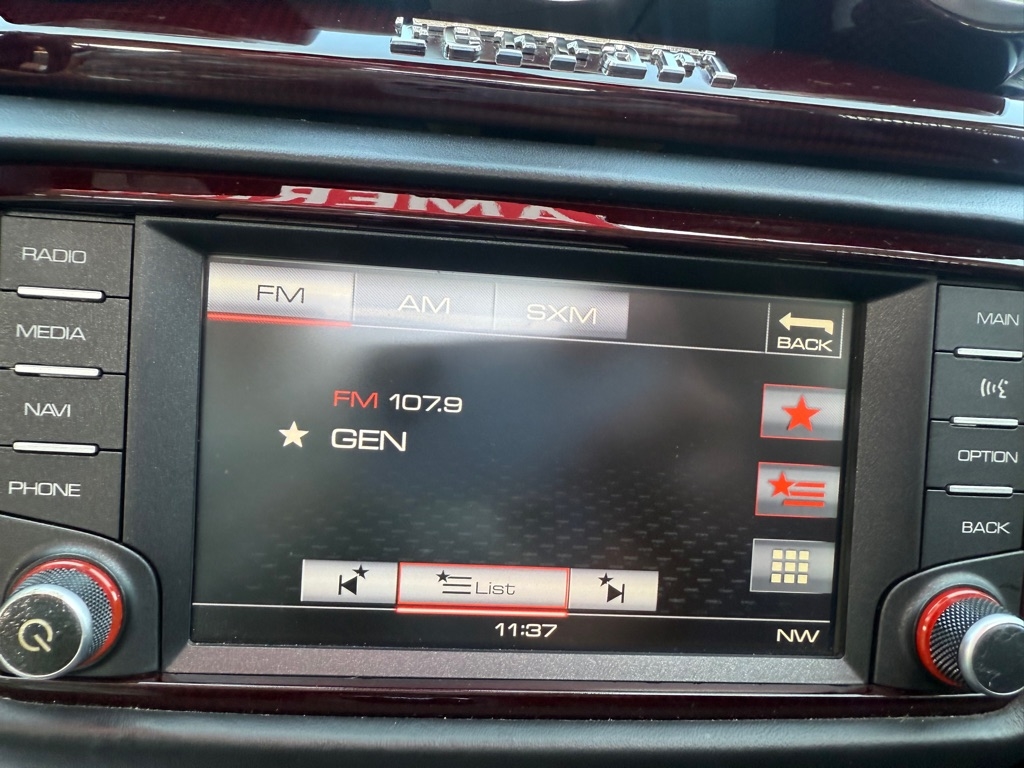 RADIO
MEDIA
NAVI
PHONE
FM AM SXM
BACK
FM 107.9
GEN
List
11:37
NW
MAIN
OPTION
BACK